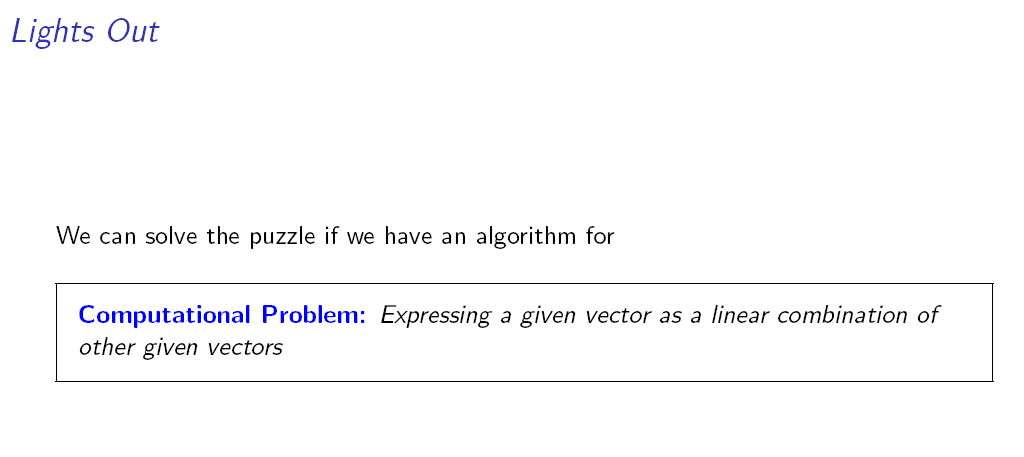 Lights Out
We can solve the puzzle if we have an algorithm for
Computational Problem: Expressing a given vector as a linear combination of
other given vectors